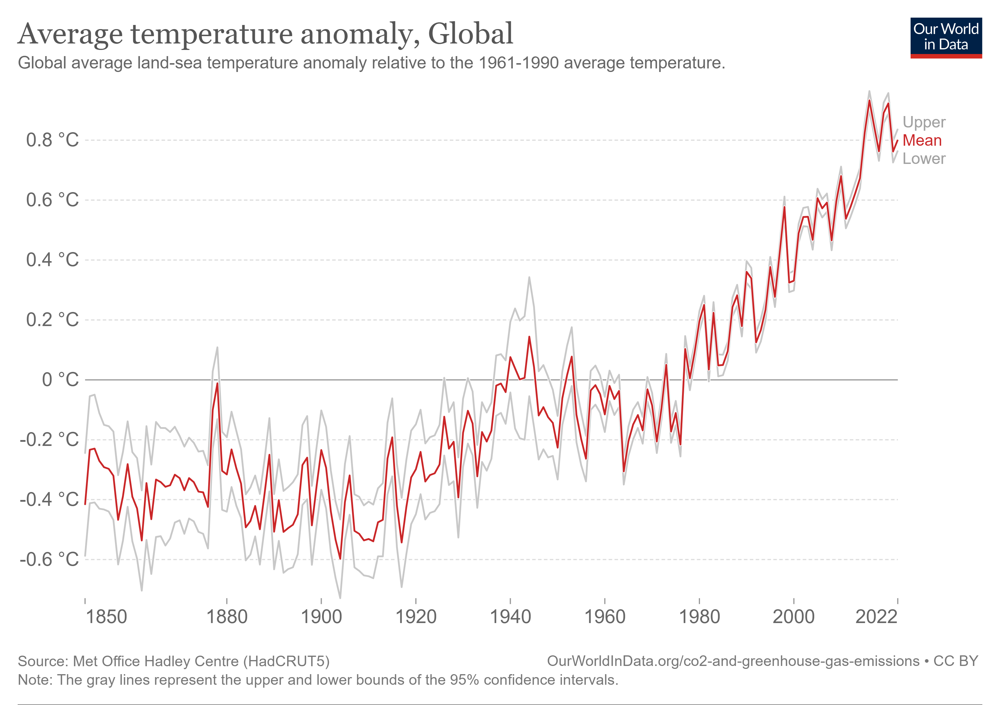 Average temperature anomaly, Global
Global average land-sea temperature anomaly relative to the 1961-1990 average temperature.
Our World
in Data
Upper
Mean
Lower
0.8 °C
0.6 °C
0.4 °C
0.2 °C
0 °C
-0.2 °C
-0.4 °C
-0.6 °C
1850 1880 1900 1920 1940 1960 1980 2000 2022
Source: Met Office Hadley Centre (HadCRUT5)
OurWorldInData.org/co2-and-greenhouse-gas-emissions • CC BY
Note: The gray lines represent the upper and lower bounds of the 95% confidence intervals.